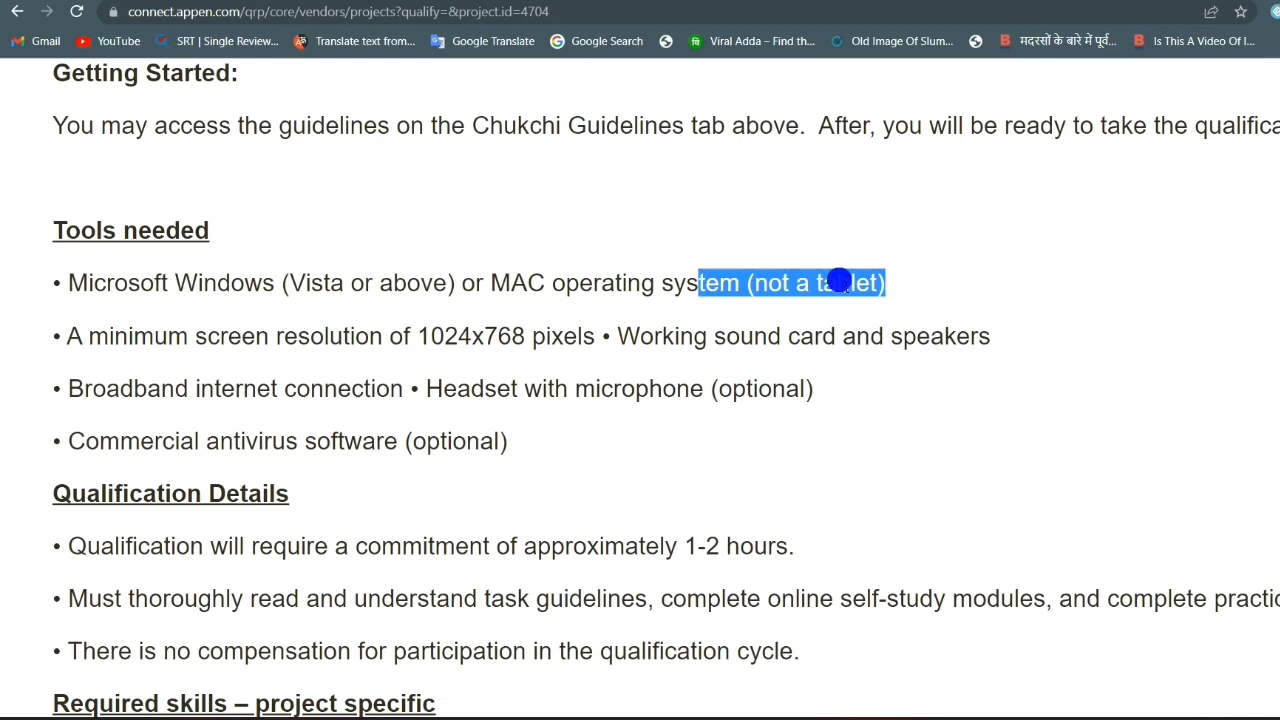 connect.appen.com/qrp/core/vendors/projects?qualify=&project.id=4704
Gmail YouTube SRT | Single Review... Translate text from... Google Translate Google Search Viral Adda – Find th... Old Image Of Slum... मदरसों के बारे में पूर्व... Is This A Video Of I...
Getting Started:
You may access the guidelines on the Chukchi Guidelines tab above. After, you will be ready to take the qualifica
Tools needed
• Microsoft Windows (Vista or above) or MAC operating system (not a tablet)
• A minimum screen resolution of 1024x768 pixels • Working sound card and speakers
• Broadband internet connection • Headset with microphone (optional)
• Commercial antivirus software (optional)
Qualification Details
• Qualification will require a commitment of approximately 1-2 hours.
• Must thoroughly read and understand task guidelines, complete online self-study modules, and complete practic
• There is no compensation for participation in the qualification cycle.
Required skills – project specific